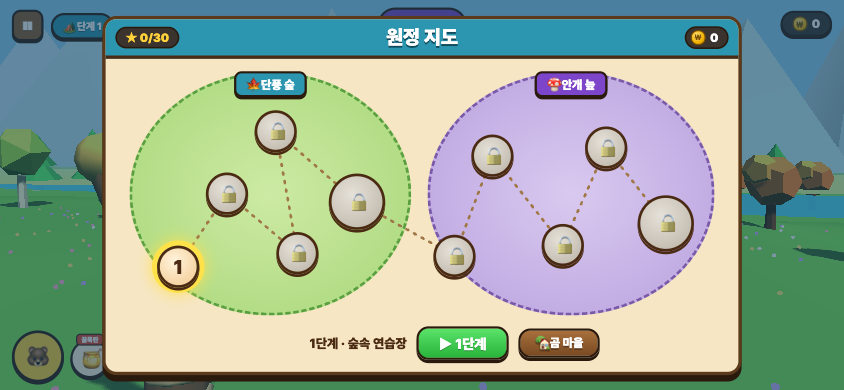 단계 1
0/30
원정 지도
0
0
단풍 숲
안개 늪
1
1단계 · 숲속 연습장
▶ 1단계
곰 마을